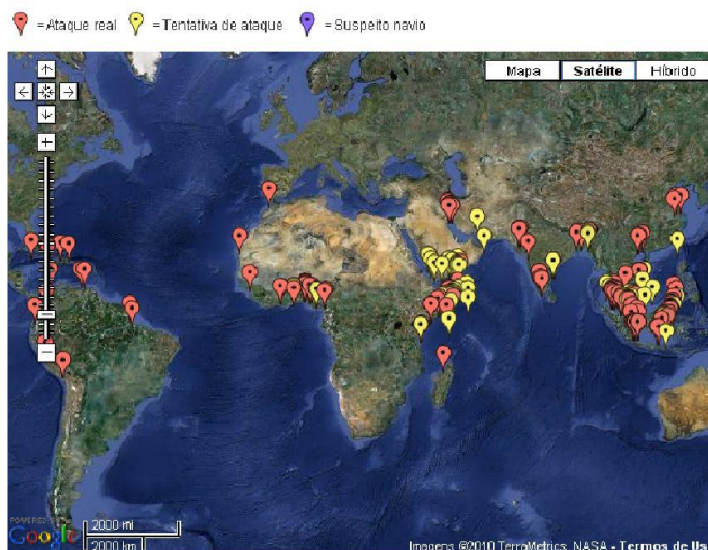 = Ataque real = Tentativa de ataque = Suspeito navio
Mapa Satélite Híbrido
POWERED BY
Google
2000 mi
2000 km
Imagens ©2010 TerraMetrics, NASA - Termos de Us